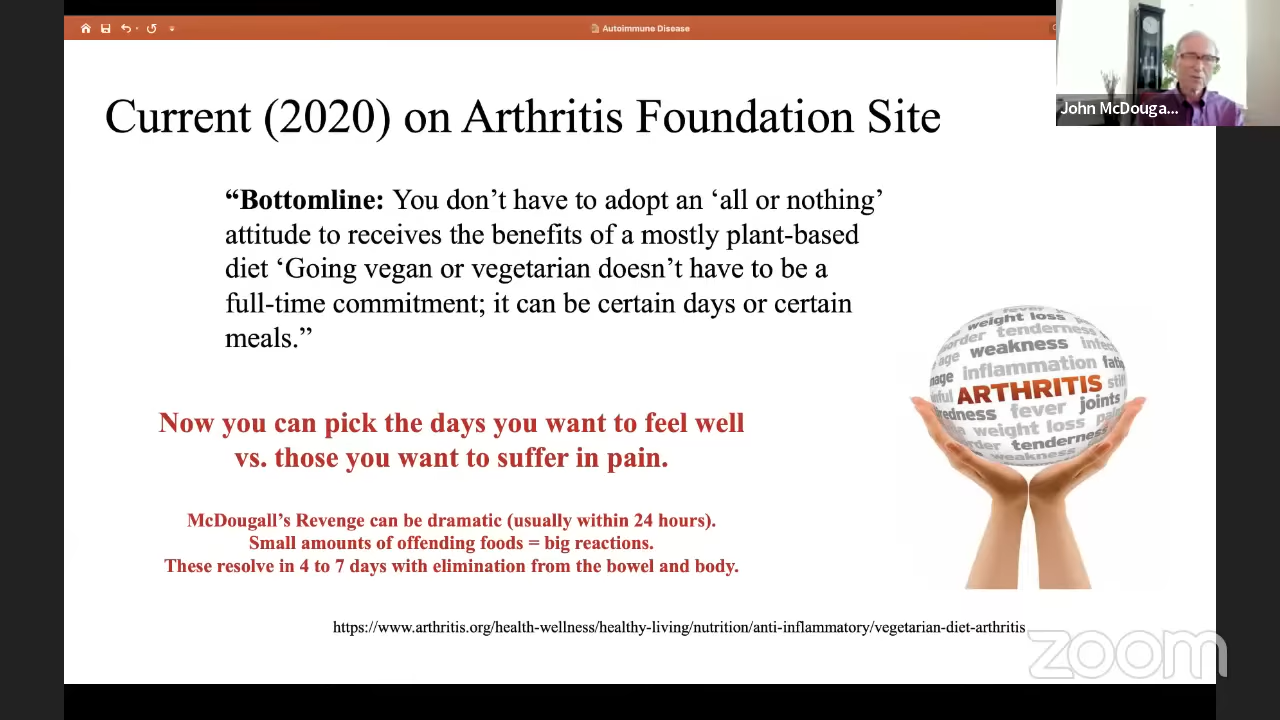 Autoimmune Disease
John McDouga...
Current (2020) on Arthritis Foundation Site
“Bottomline: You don’t have to adopt an ‘all or nothing’
attitude to receives the benefits of a mostly plant-based
diet ‘Going vegan or vegetarian doesn’t have to be a
full-time commitment; it can be certain days or certain
meals.”
Now you can pick the days you want to feel well
vs. those you want to suffer in pain.
McDougall’s Revenge can be dramatic (usually within 24 hours).
Small amounts of offending foods = big reactions.
These resolve in 4 to 7 days with elimination from the bowel and body.
fever
weight loss
tenderness
weakness
inflammation
ARTHRITIS
fever joints
weight loss
tenderness
weakness
https://www.arthritis.org/health-wellness/healthy-living/nutrition/anti-inflammatory/vegetarian-diet-arthritis
zoom